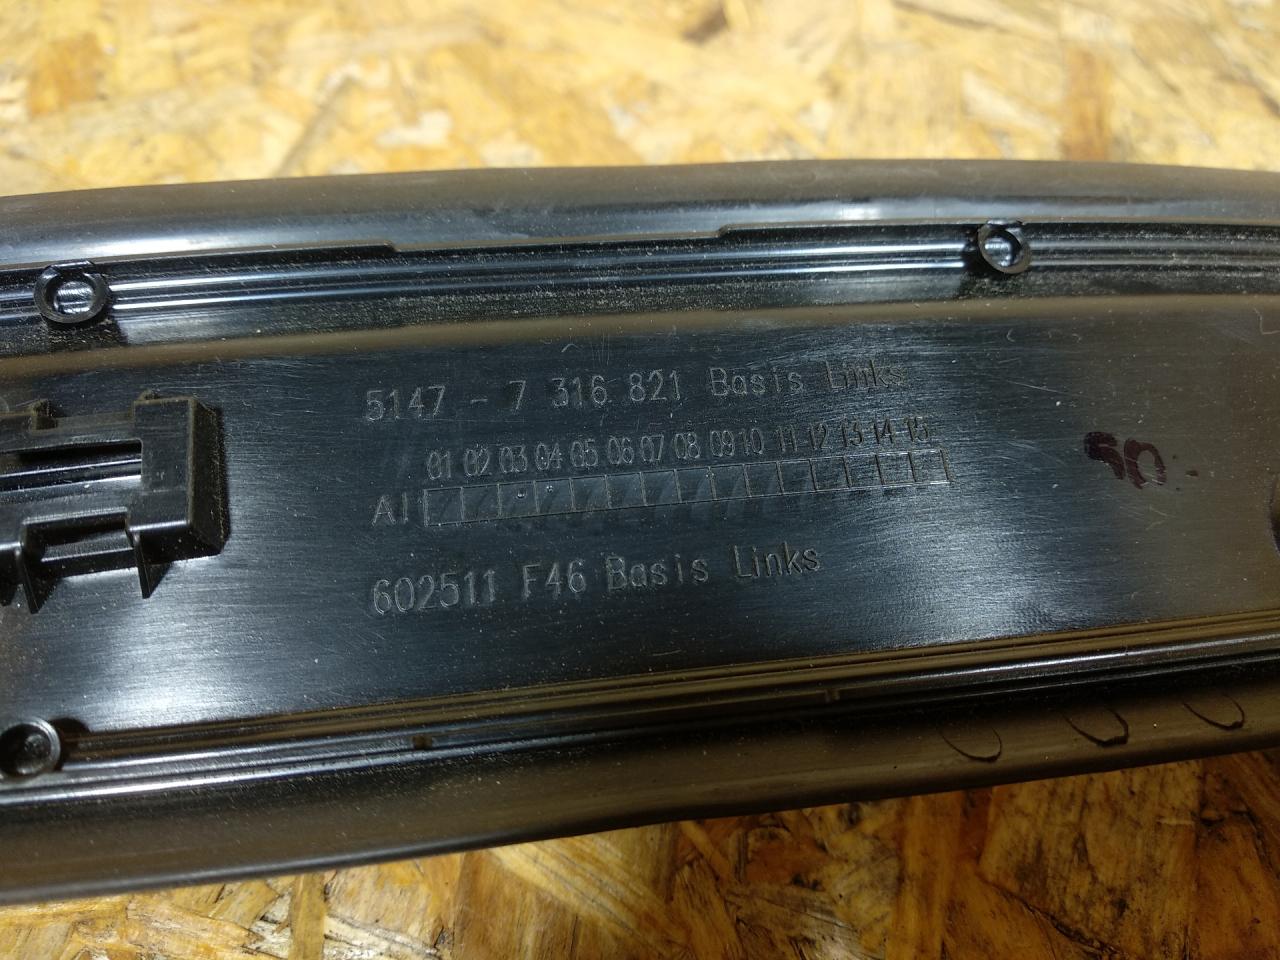 5147 - 7 316 821 Basis Links
01 02 03 04 05 06 07 08 09 10 11 12 13 14 15
AI
602511 F46 Basis Links